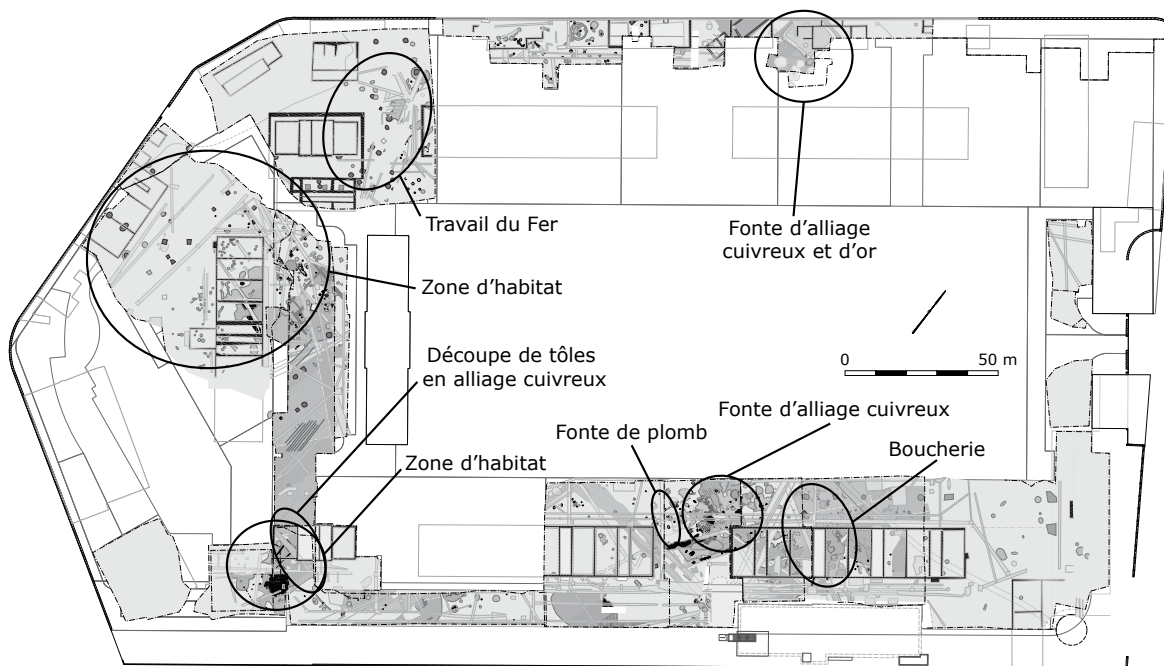 Travail du Fer
Fonte d'alliage
cuivreux et d'or
Zone d'habitat
0 50 m
Découpe de tôles
en alliage cuivreux
Fonte d'alliage cuivreux
Fonte de plomb
Boucherie
Zone d'habitat